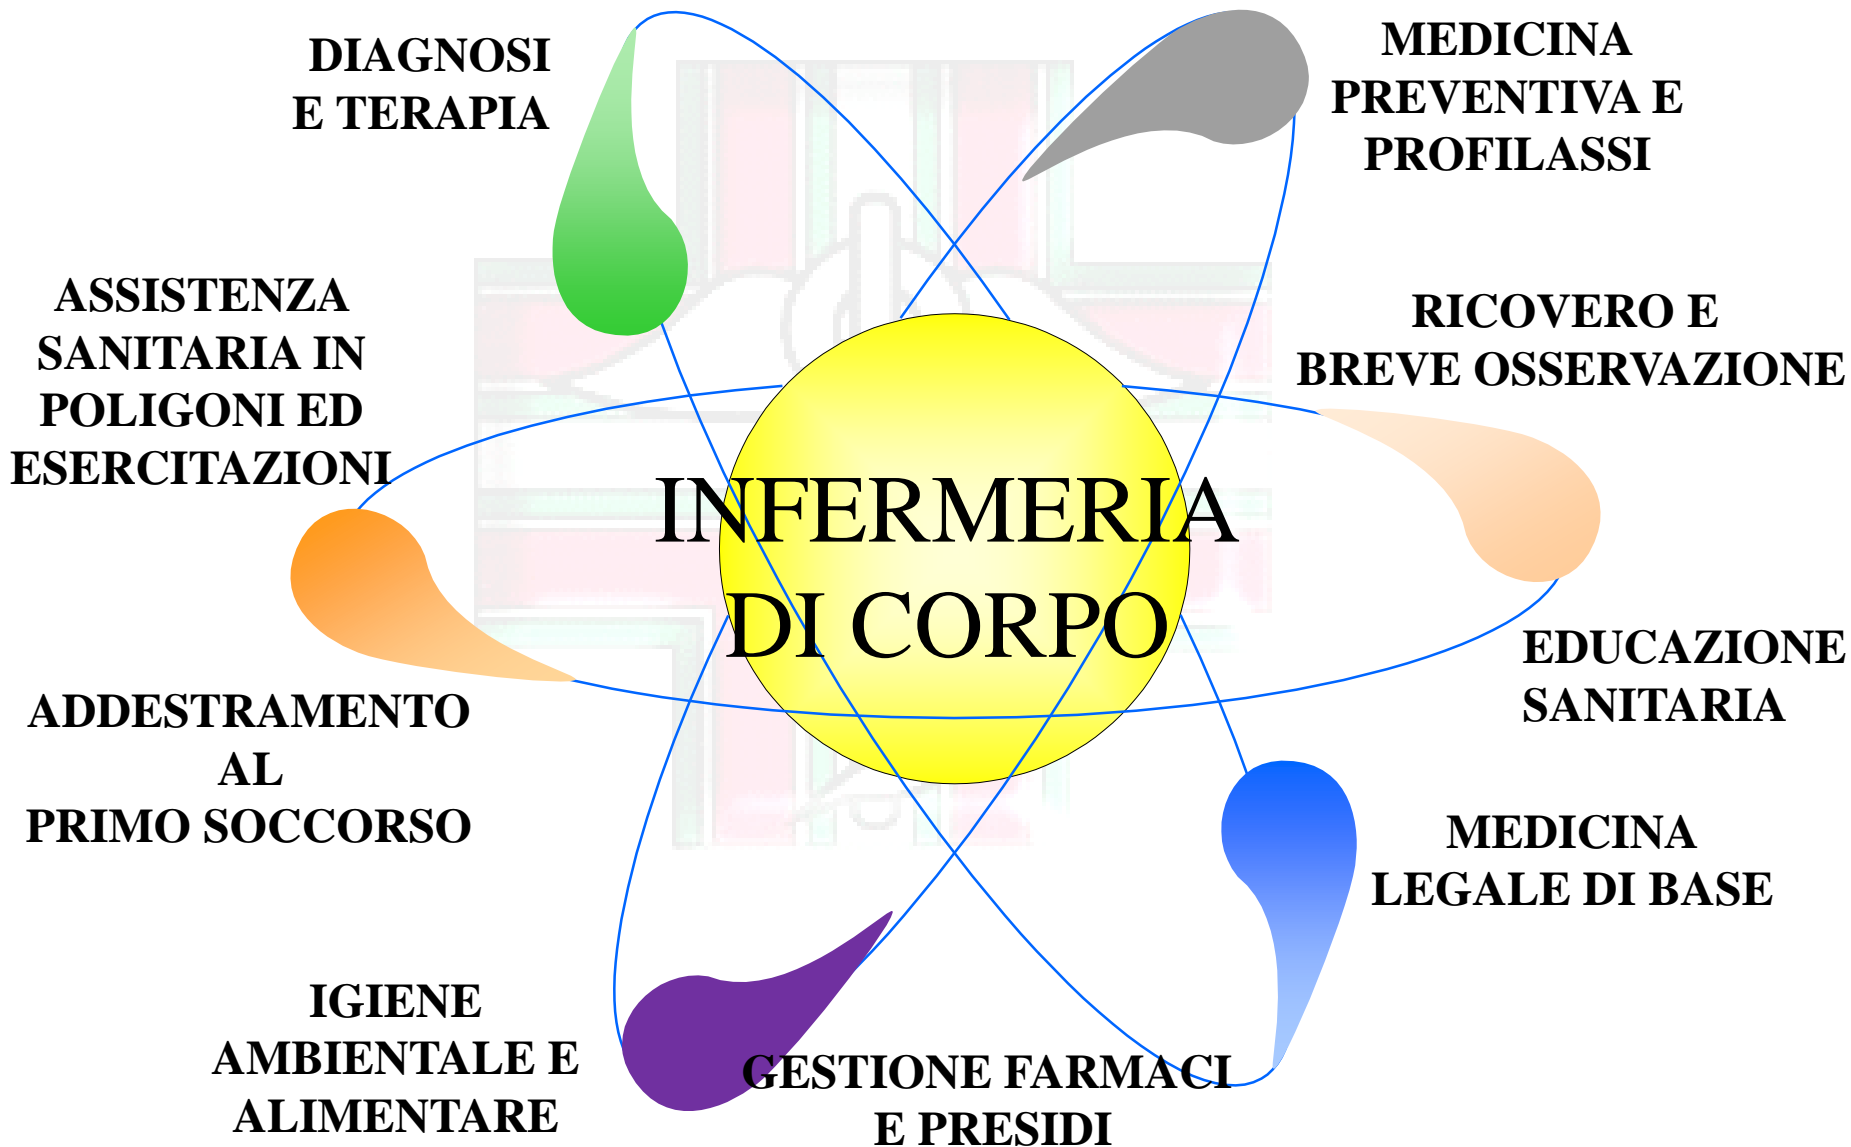 DIAGNOSI
E TERAPIA
MEDICINA
PREVENTIVA E
PROFILASSI
ASSISTENZA
SANITARIA IN
POLIGONI ED
ESERCITAZIONI
RICOVERO E
BREVE OSSERVAZIONE
INFERMERIA
DI CORPO
ADDESTRAMENTO
AL
PRIMO SOCCORSO
EDUCAZIONE
SANITARIA
MEDICINA
LEGALE DI BASE
IGIENE
AMBIENTALE E
ALIMENTARE
GESTIONE FARMACI
E PRESIDI